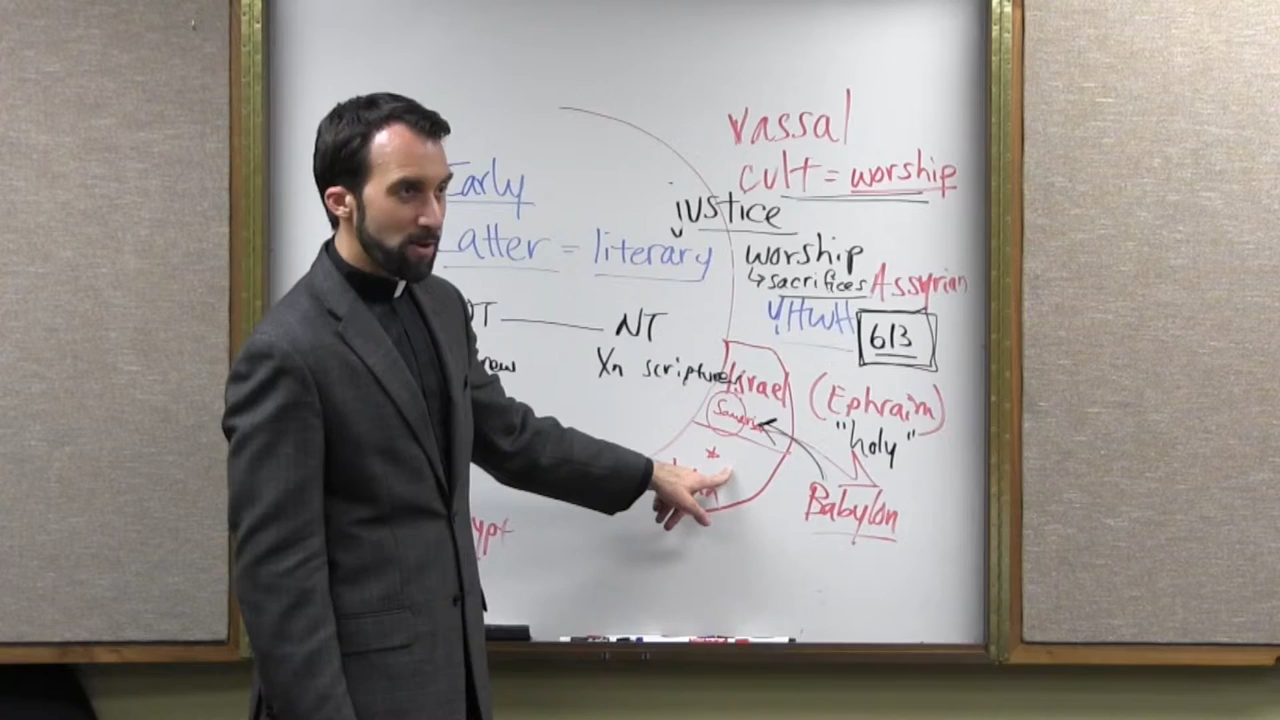 vassal
cult = worship
Early
justice
Latter = literary
worship
↳ sacrifices
Assyrian
YHWH
613
OT — NT
Xn scripture
Israel
(Ephraim)
"holy"
Babylon